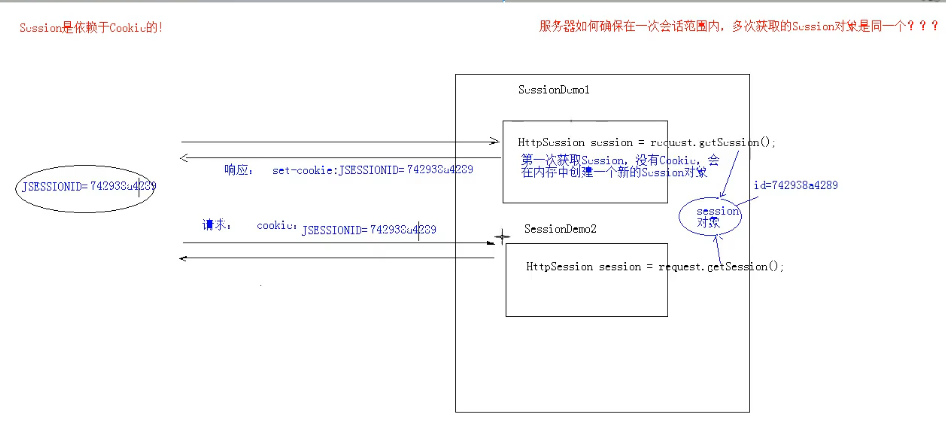 Session是依赖于Cookie的!
服务器如何确保在一次会话范围内，多次获取的Session对象是同一个???
SessionDemo1
HttpSession session = request.getSession();
第一次获取Session，没有Cookie，会
在内存中创建一个新的Session对象
响应： set-cookie:JSESSIONID=742938a4289
JSESSIONID=742938a4289
id=742938a4289
session
对象
请求： cookie：JSESSIONID=742938a4289
SessionDemo2
HttpSession session = request.getSession();